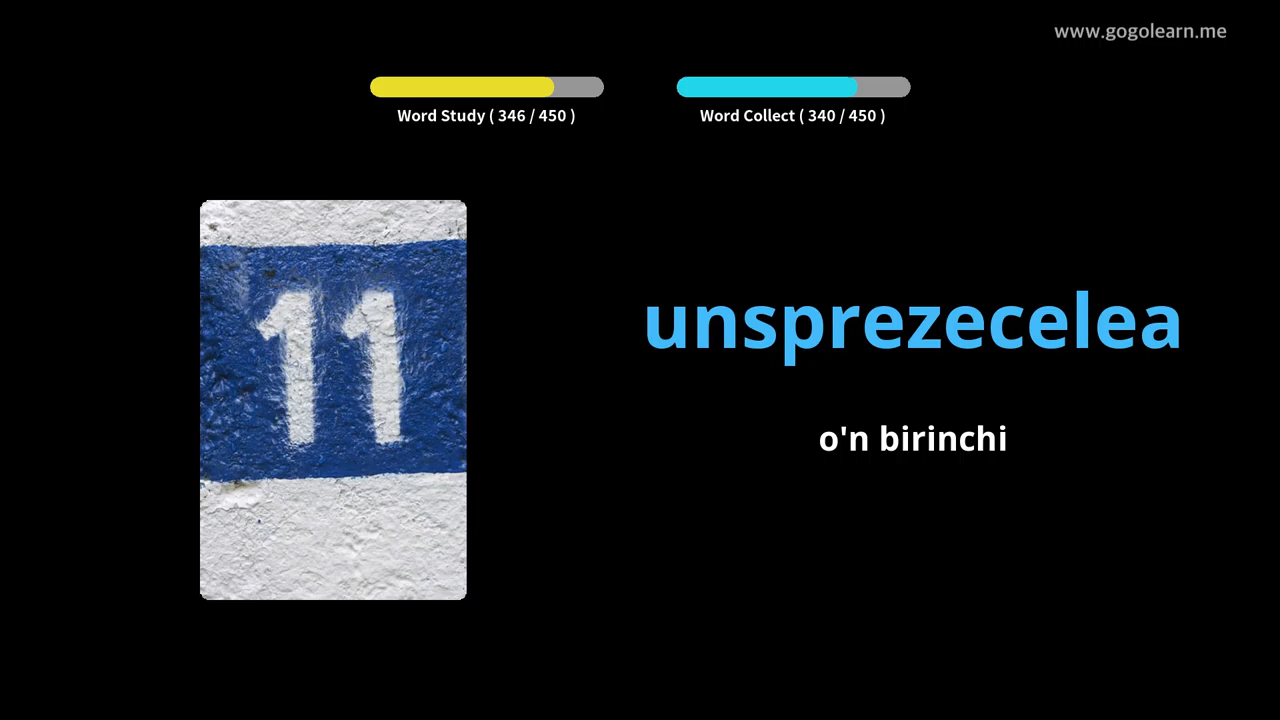 www.gogolearn.me
Word Study ( 346 / 450 )
Word Collect ( 340 / 450 )
11
unsprezecelea
o'n birinchi